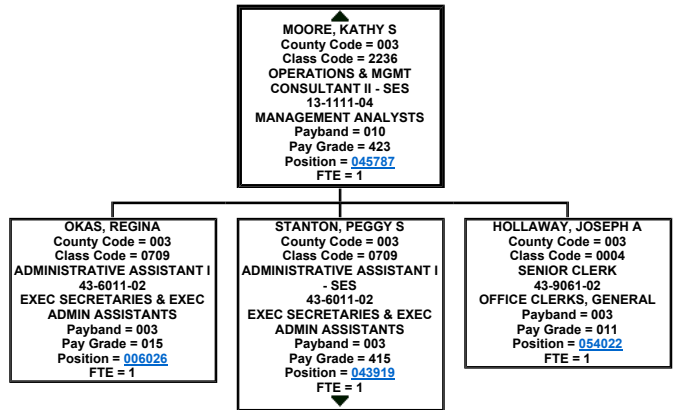 MOORE, KATHY S
County Code = 003
Class Code = 2236
OPERATIONS & MGMT
CONSULTANT II - SES
13-1111-04
MANAGEMENT ANALYSTS
Payband = 010
Pay Grade = 423
Position = 045787
FTE = 1
OKAS, REGINA
County Code = 003
Class Code = 0709
ADMINISTRATIVE ASSISTANT I
43-6011-02
EXEC SECRETARIES & EXEC
ADMIN ASSISTANTS
Payband = 003
Pay Grade = 015
Position = 006026
FTE = 1
STANTON, PEGGY S
County Code = 003
Class Code = 0709
ADMINISTRATIVE ASSISTANT I
- SES
43-6011-02
EXEC SECRETARIES & EXEC
ADMIN ASSISTANTS
Payband = 003
Pay Grade = 415
Position = 043919
FTE = 1
HOLLAWAY, JOSEPH A
County Code = 003
Class Code = 0004
SENIOR CLERK
43-9061-02
OFFICE CLERKS, GENERAL
Payband = 003
Pay Grade = 011
Position = 054022
FTE = 1